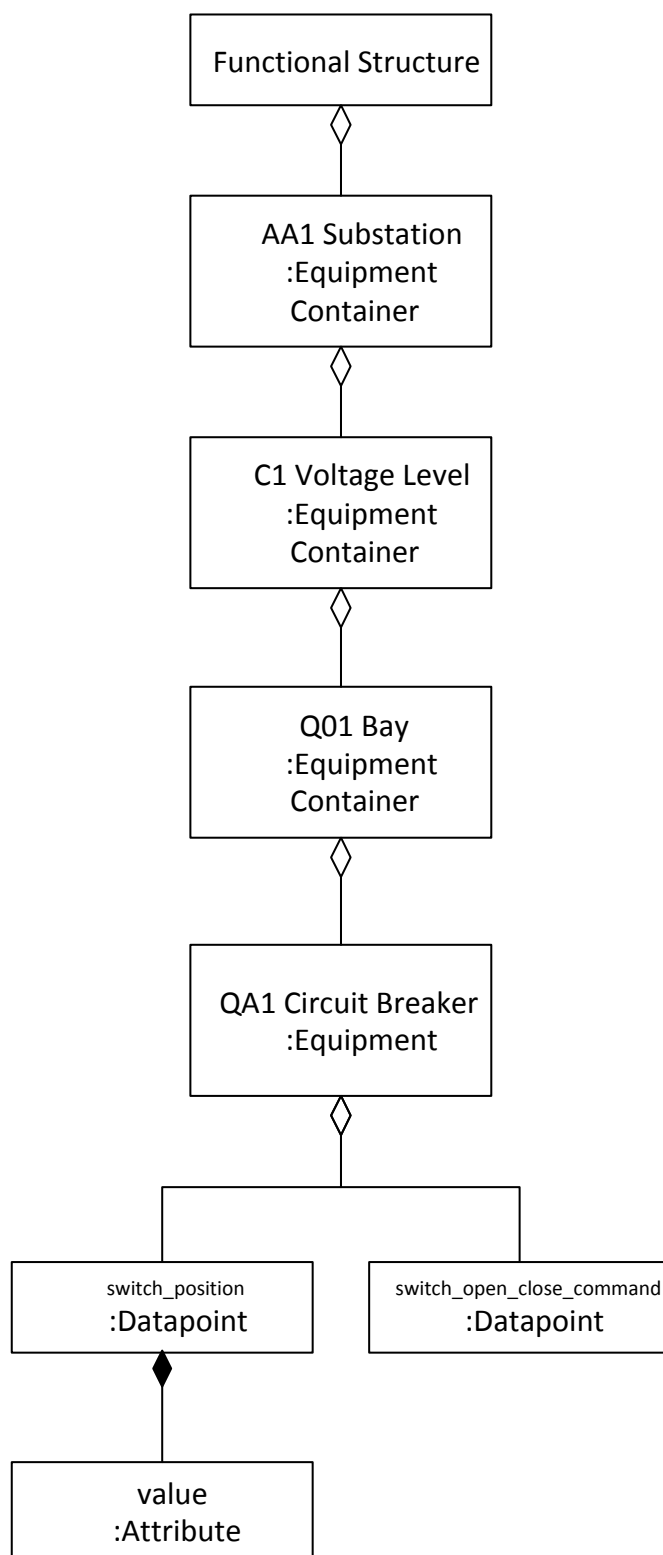 Functional Structure
AA1 Substation
:Equipment
Container
C1 Voltage Level
:Equipment
Container
Q01 Bay
:Equipment
Container
QA1 Circuit Breaker
:Equipment
switch_position
:Datapoint
switch_open_close_command
:Datapoint
value
:Attribute